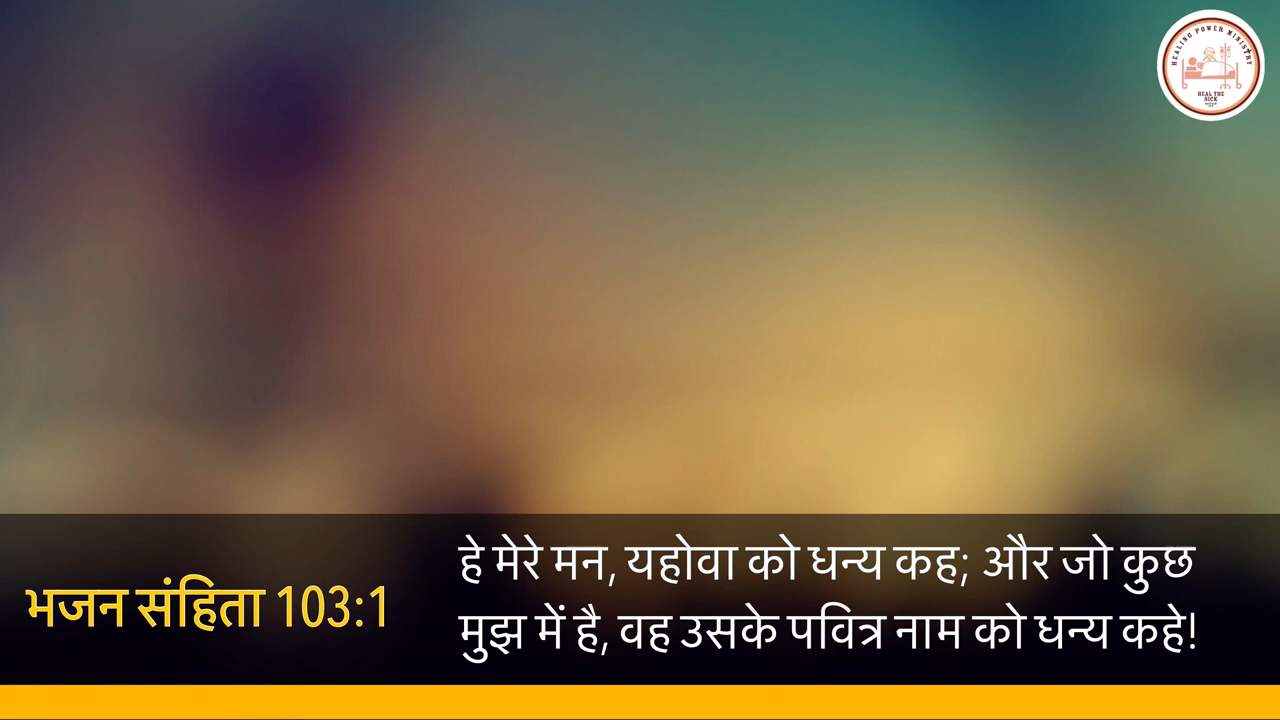 HEALING POWER MINISTRY
HEAL THE
SICK
भजन संहिता 103:1
हे मेरे मन, यहोवा को धन्य कह; और जो कुछ
मुझ में है, वह उसके पवित्र नाम को धन्य कहे!